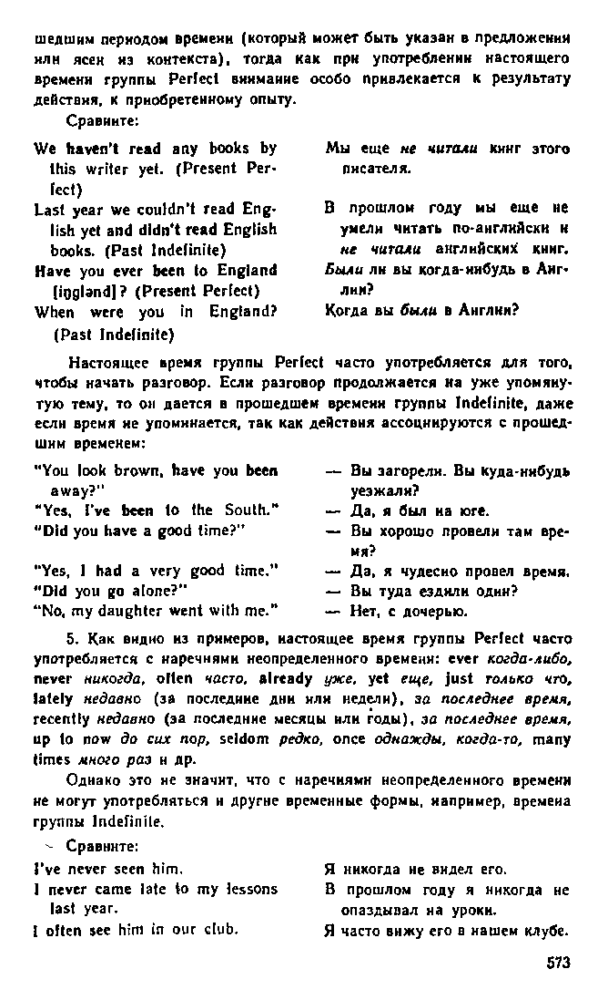 шедшим периодом времени (который может быть указан в предложении
или ясен из контекста), тогда как при употреблении настоящего
времени группы Perfect внимание особо привлекается к результату
действия, к приобретенному опыту.
Сравните:
We haven't read any books by
this writer yet. (Present Per-
fect)
Мы еще не читали книг этого
писателя.
Last year we couldn't read Eng-
lish yet and didn't read English
books. (Past Indefinite)
В прошлом году мы еще не
умели читать по-английски и
не читали английских книг.
Have you ever been to England
[iŋglənd]? (Present Perfect)
Были ли вы когда-нибудь в Анг-
лии?
When were you in England?
(Past Indefinite)
Когда вы были в Англии?
Настоящее время группы Perfect часто употребляется для того,
чтобы начать разговор. Если разговор продолжается на уже упомяну-
тую тему, то он дается в прошедшем времени группы Indefinite, даже
если время не упоминается, так как действия ассоциируются с прошед-
шим временем:
"You look brown, have you been
away?"
— Вы загорели. Вы куда-нибудь
уезжали?
"Yes, I've been to the South."
— Да, я был на юге.
"Did you have a good time?"
— Вы хорошо провели там вре-
мя?
"Yes, I had a very good time."
— Да, я чудесно провел время.
"Did you go alone?"
— Вы туда ездили один?
"No, my daughter went with me."
— Нет, с дочерью.
5. Как видно из примеров, настоящее время группы Perfect часто
употребляется с наречиями неопределенного времени: ever когда-либо,
never никогда, often часто, already уже, yet еще, just только что,
lately недавно (за последние дни или недели), за последнее время,
recently недавно (за последние месяцы или годы), за последнее время,
up to now до сих пор, seldom редко, once однажды, когда-то, many
times много раз и др.
Однако это не значит, что с наречиями неопределенного времени
не могут употребляться и другие временные формы, например, времена
группы Indefinite.
Сравните:
I've never seen him.
Я никогда не видел его.
I never came late to my lessons
last year.
В прошлом году я никогда не
опаздывал на уроки.
I often see him in our club.
Я часто вижу его в нашем клубе.
573